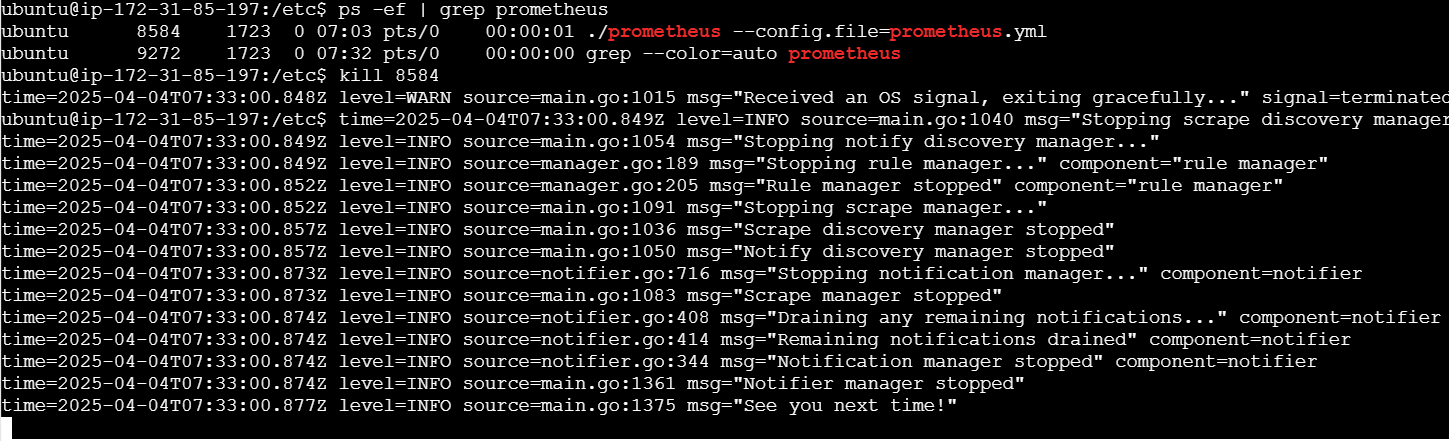 ubuntu@ip-172-31-85-197:/etc$ ps -ef | grep prometheus
ubuntu      8584    1723  0 07:03 pts/0    00:00:01 ./prometheus --config.file=prometheus.yml
ubuntu      9272    1723  0 07:32 pts/0    00:00:00 grep --color=auto prometheus
ubuntu@ip-172-31-85-197:/etc$ kill 8584
time=2025-04-04T07:33:00.848Z level=WARN source=main.go:1015 msg="Received an OS signal, exiting gracefully..." signal=terminated
ubuntu@ip-172-31-85-197:/etc$ time=2025-04-04T07:33:00.849Z level=INFO source=main.go:1040 msg="Stopping scrape discovery manager
time=2025-04-04T07:33:00.849Z level=INFO source=main.go:1054 msg="Stopping notify discovery manager..."
time=2025-04-04T07:33:00.849Z level=INFO source=manager.go:189 msg="Stopping rule manager..." component="rule manager"
time=2025-04-04T07:33:00.852Z level=INFO source=manager.go:205 msg="Rule manager stopped" component="rule manager"
time=2025-04-04T07:33:00.852Z level=INFO source=main.go:1091 msg="Stopping scrape manager..."
time=2025-04-04T07:33:00.857Z level=INFO source=main.go:1036 msg="Scrape discovery manager stopped"
time=2025-04-04T07:33:00.857Z level=INFO source=main.go:1050 msg="Notify discovery manager stopped"
time=2025-04-04T07:33:00.873Z level=INFO source=notifier.go:716 msg="Stopping notification manager..." component=notifier
time=2025-04-04T07:33:00.873Z level=INFO source=main.go:1083 msg="Scrape manager stopped"
time=2025-04-04T07:33:00.874Z level=INFO source=notifier.go:408 msg="Draining any remaining notifications..." component=notifier
time=2025-04-04T07:33:00.874Z level=INFO source=notifier.go:414 msg="Remaining notifications drained" component=notifier
time=2025-04-04T07:33:00.874Z level=INFO source=notifier.go:344 msg="Notification manager stopped" component=notifier
time=2025-04-04T07:33:00.874Z level=INFO source=main.go:1361 msg="Notifier manager stopped"
time=2025-04-04T07:33:00.877Z level=INFO source=main.go:1375 msg="See you next time!"